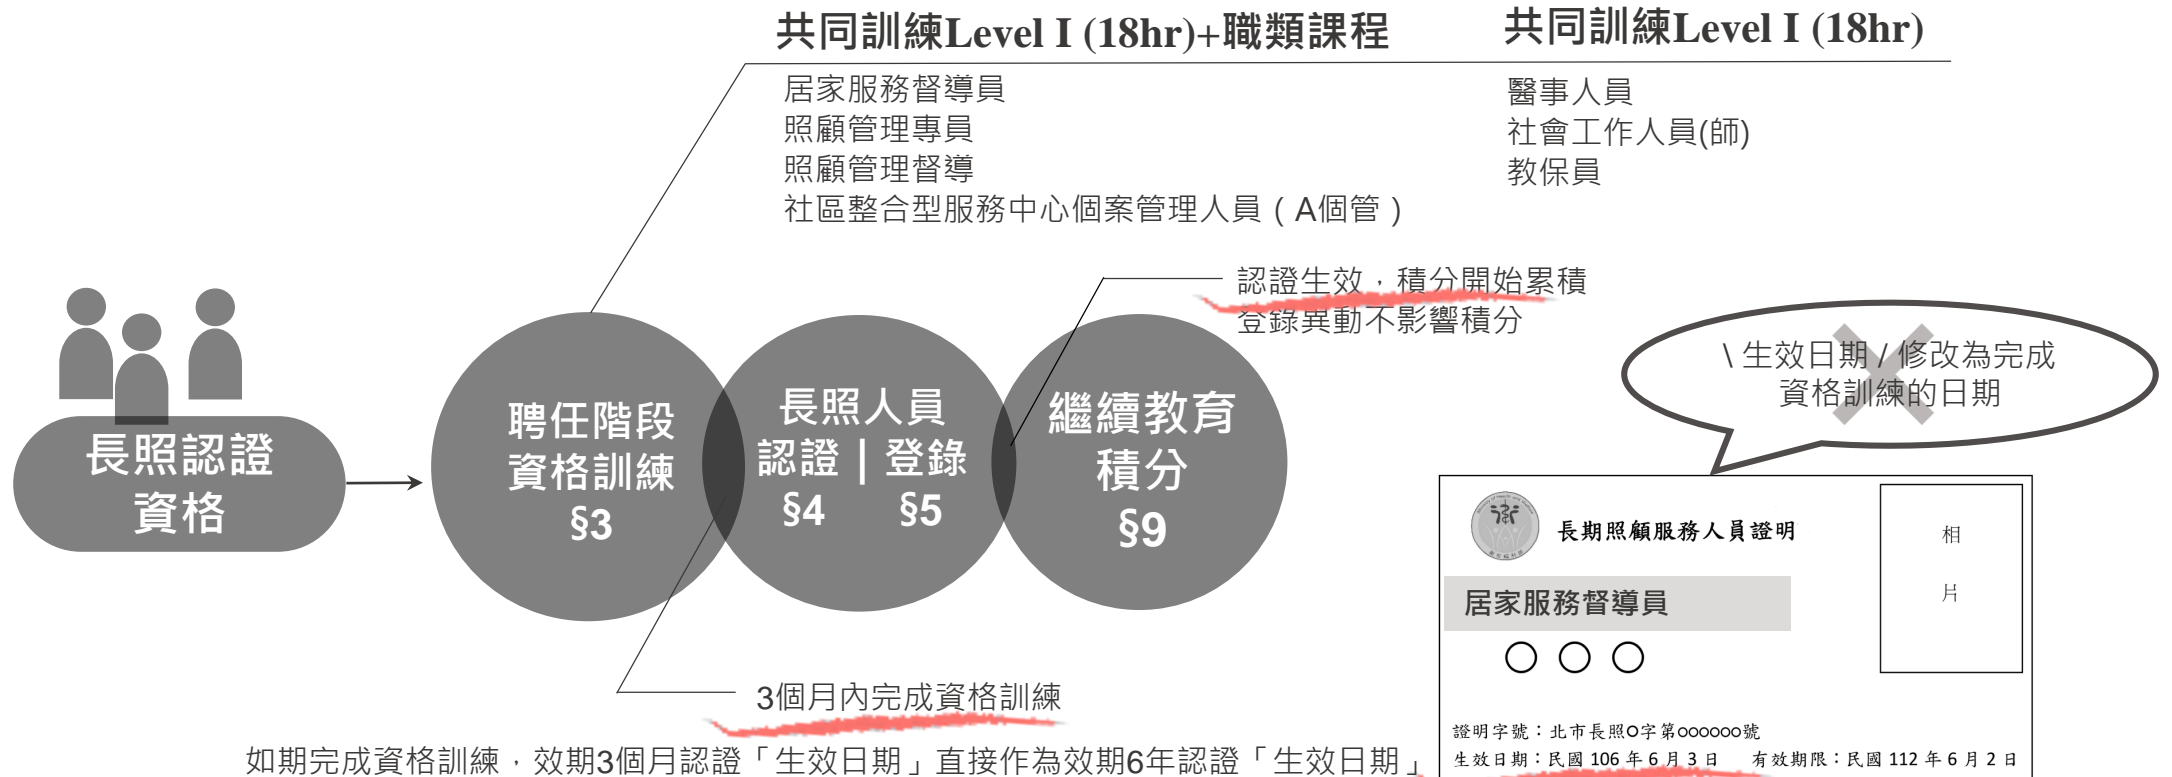 共同訓練Level I (18hr)+職類課程
共同訓練Level I (18hr)
居家服務督導員
照顧管理專員
照顧管理督導
社區整合型服務中心個案管理人員（A個管）
醫事人員
社會工作人員(師)
教保員
認證生效，積分開始累積
登錄異動不影響積分
\ 生效日期 / 修改為完成
資格訓練的日期
長照認證
資格
聘任階段
資格訓練
§3
長照人員
認證 | 登錄
§4 §5
繼續教育
積分
§9
3個月內完成資格訓練
如期完成資格訓練，效期3個月認證「生效日期」直接作為效期6年認證「生效日期」
長期照顧服務人員證明
相
片
居家服務督導員
○ ○ ○
證明字號：北市長照O字第oooooo號
生效日期：民國 106 年 6 月 3 日 有效期限：民國 112 年 6 月 2 日